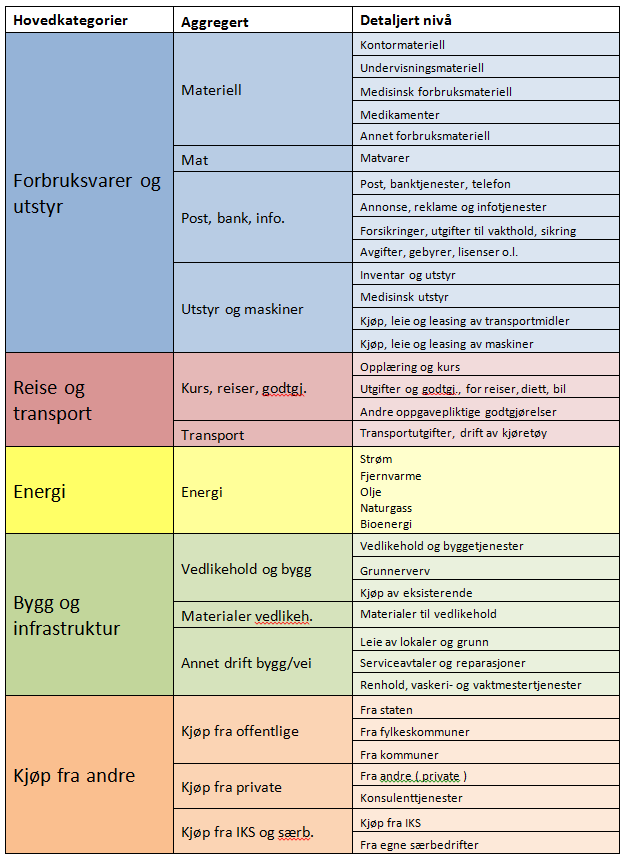 Hovedkategorier Aggregert Detaljert nivå
Forbruksvarer og
utstyr
Materiell
Kontormateriell
Undervisningsmateriell
Medisinsk forbruksmateriell
Medikamenter
Annet forbruksmateriell
Mat
Matvarer
Post, bank, info.
Post, banktjenester, telefon
Annonse, reklame og infotjenester
Forsikringer, utgifter til vakthold, sikring
Avgifter, gebyrer, lisenser o.l.
Utstyr og maskiner
Inventar og utstyr
Medisinsk utstyr
Kjøp, leie og leasing av transportmidler
Kjøp, leie og leasing av maskiner
Reise og
transport
Kurs, reiser, godtgj.
Opplæring og kurs
Utgifter og godtgj., for reiser, diett, bil
Andre oppgavepliktige godtgjørelser
Transport
Transportutgifter, drift av kjøretøy
Energi
Energi
Strøm
Fjernvarme
Olje
Naturgass
Bioenergi
Bygg og
infrastruktur
Vedlikehold og bygg
Vedlikehold og byggetjenester
Grunnerverv
Kjøp av eksisterende
Materialer vedlikeh.
Materialer til vedlikehold
Annet drift bygg/vei
Leie av lokaler og grunn
Serviceavtaler og reparasjoner
Renhold, vaskeri- og vaktmestertjenester
Kjøp fra andre
Kjøp fra offentlige
Fra staten
Fra fylkeskommuner
Fra kommuner
Kjøp fra private
Fra andre ( private )
Konsulenttjenester
Kjøp fra IKS og særb.
Kjøp fra IKS
Fra egne særbedrifter